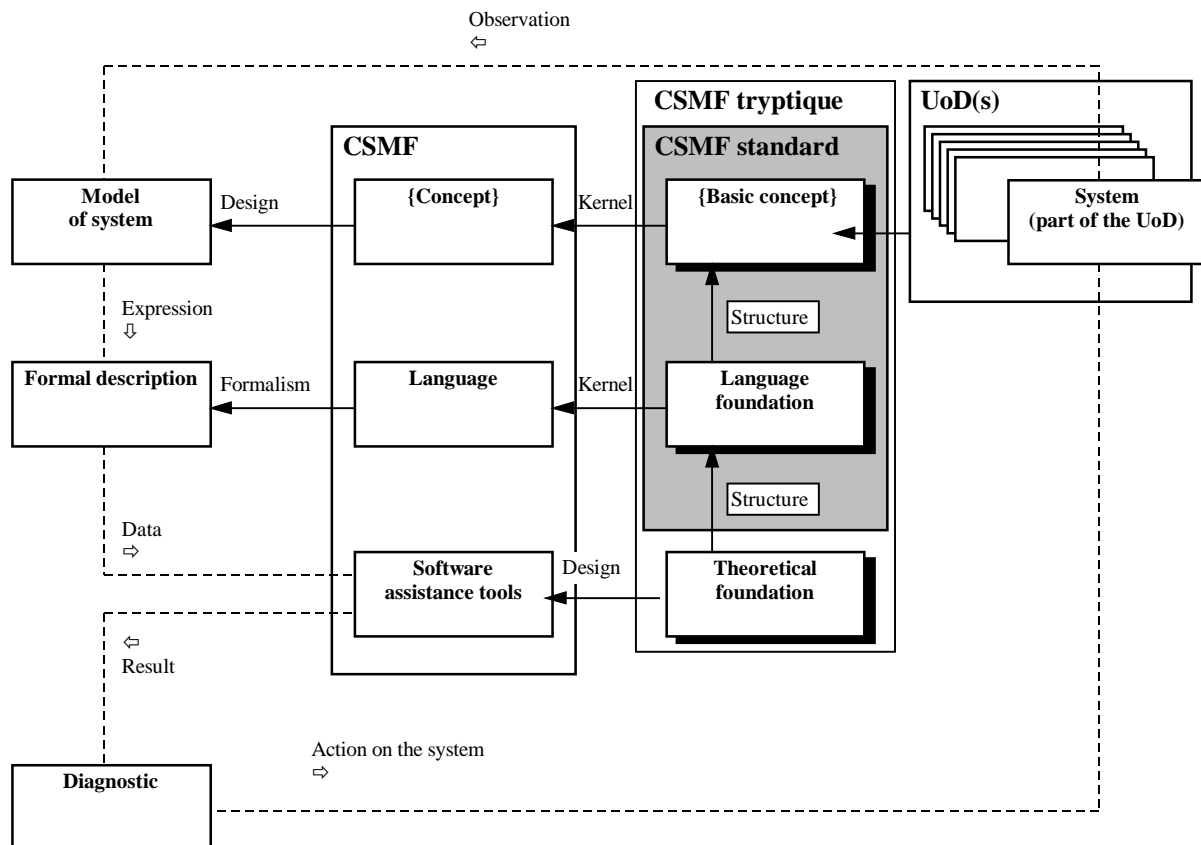 Observation
CSMF tryptique
UoD(s)
CSMF
CSMF standard
Model
of system
Design
{Concept}
Kernel
{Basic concept}
System
(part of the UoD)
Expression
Structure
Formal description
Formalism
Language
Kernel
Language
foundation
Structure
Data
Software
assistance tools
Design
Theoretical
foundation
Result
Action on the system
Diagnostic